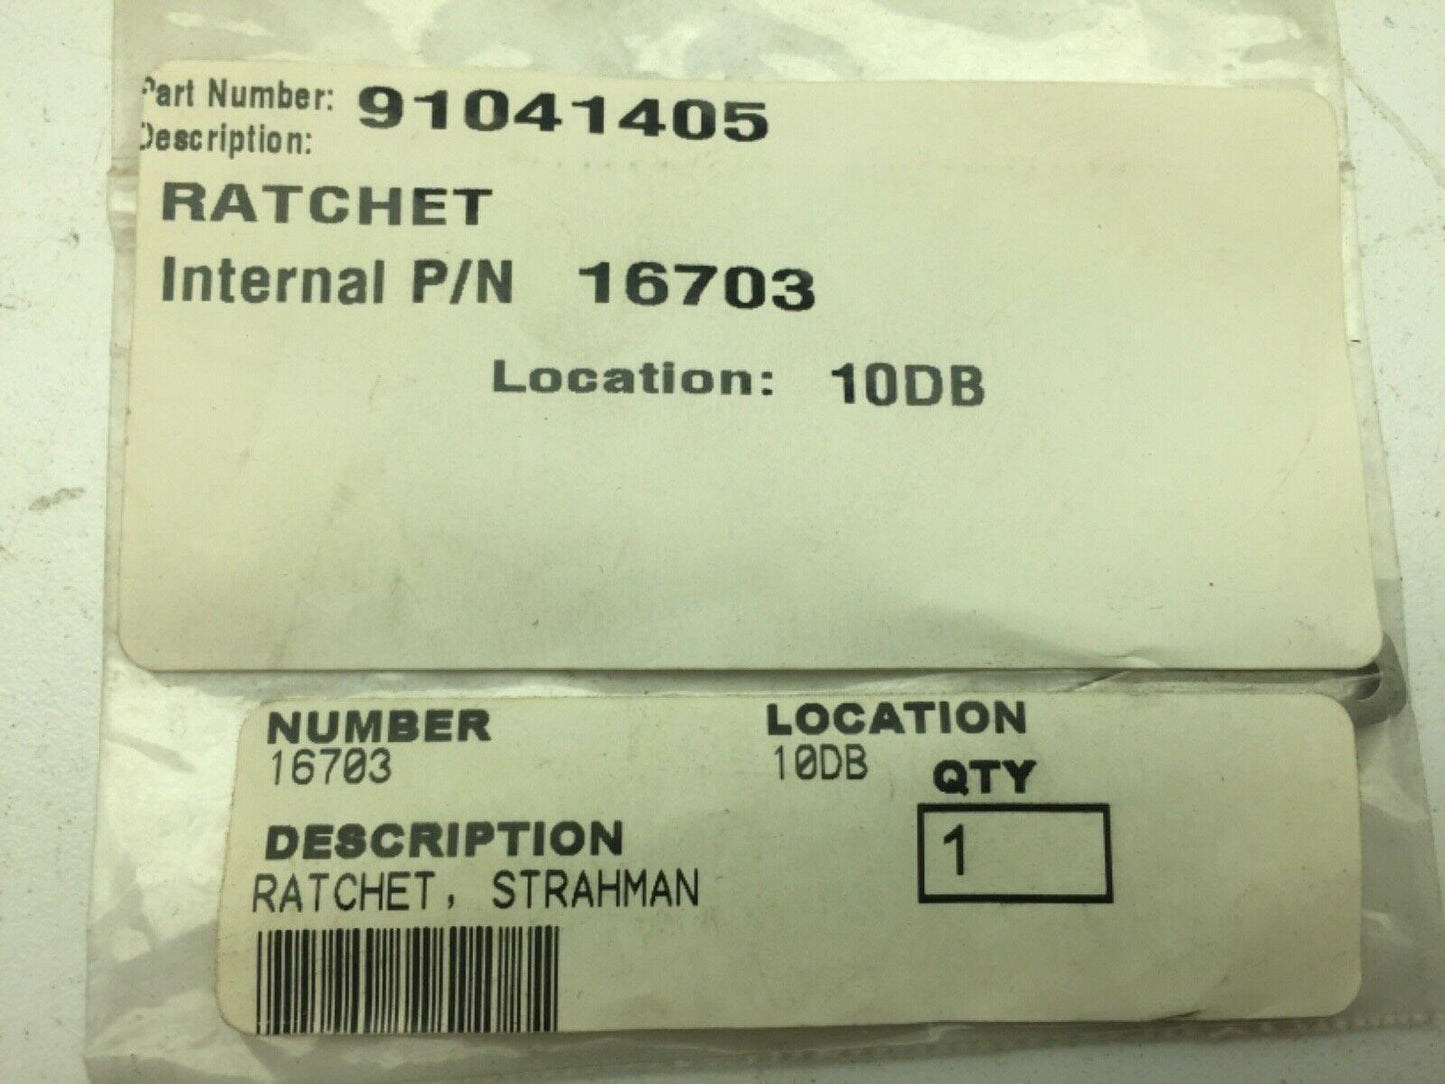 Part Number: 91041405
Description:
RATCHET
Internal P/N 16703
Location: 10DB
NUMBER LOCATION
16703 10DB
QTY
DESCRIPTION 1
RATCHET, STRAHMAN